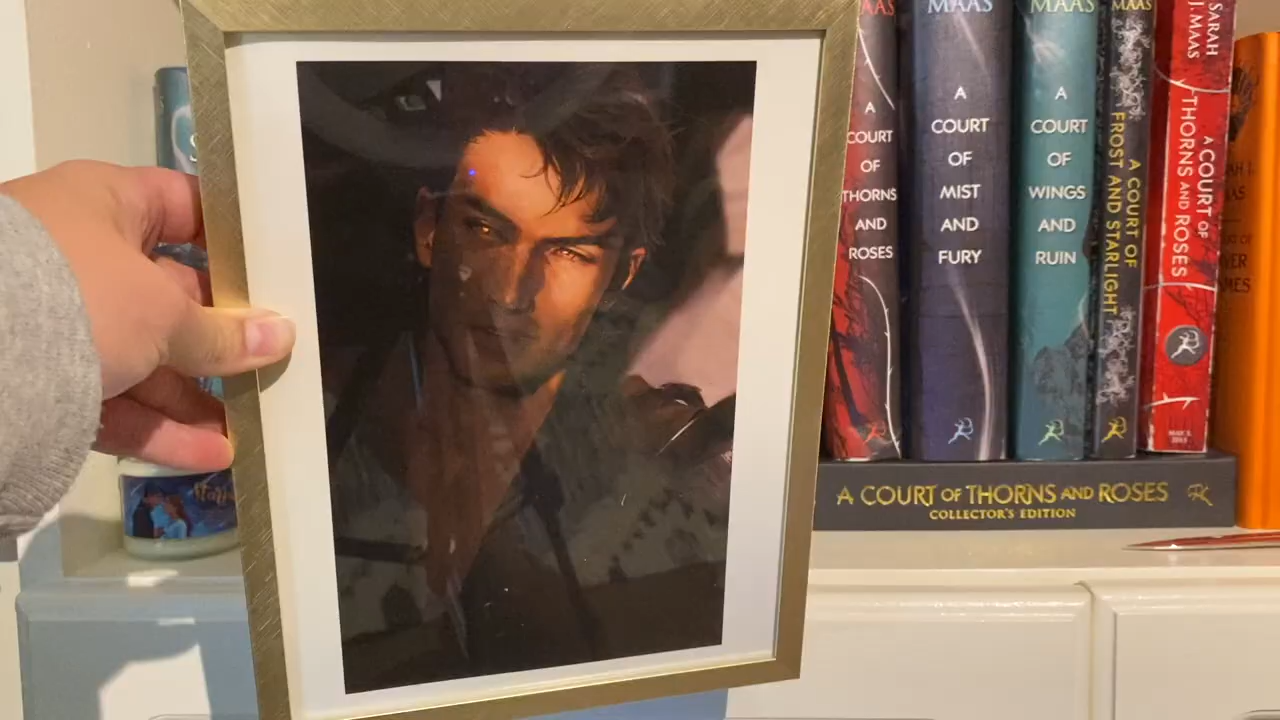 MAAS
A
COURT
OF
THORNS
AND
ROSES
MAAS
A
COURT
OF
MIST
AND
FURY
MAAS
A
COURT
OF
WINGS
AND
RUIN
MAAS
A COURT OF
FROST AND STARLIGHT
SARAH
J. MAAS
A COURT OF
THORNS AND ROSES
A COURT OF THORNS AND ROSES
COLLECTOR'S EDITION